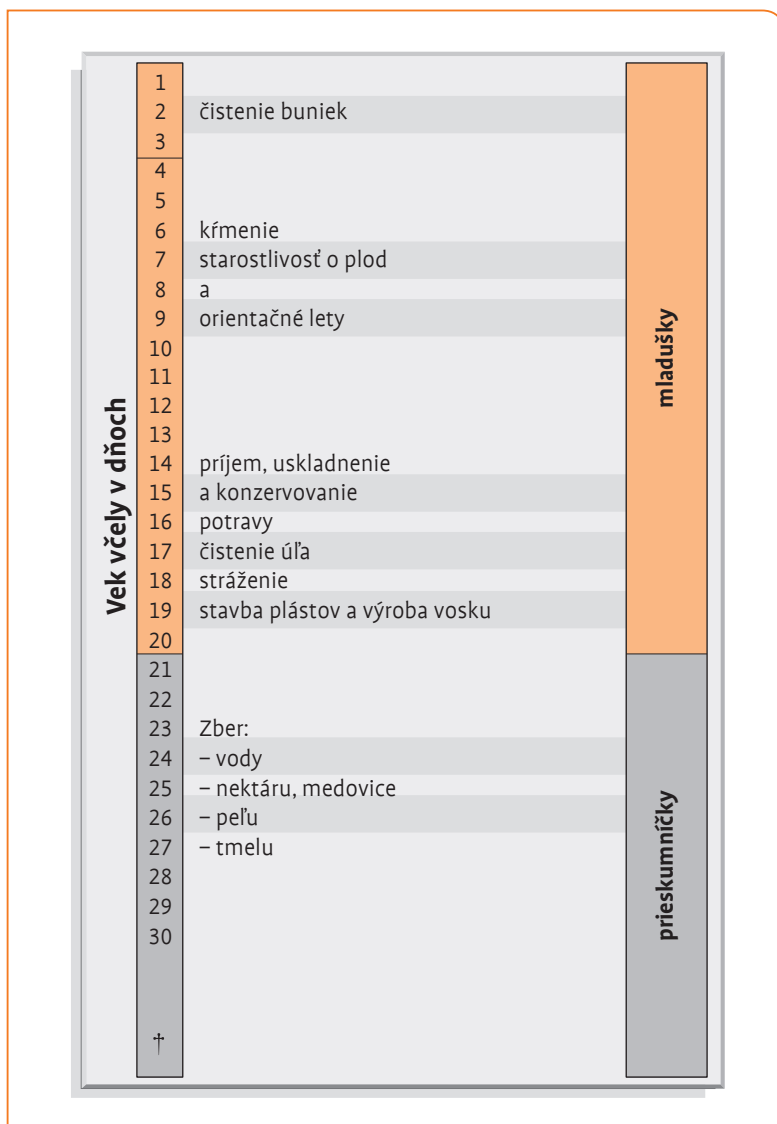 Vek včely v dňoch
1
2 čistenie buniek
3
4
5
6 kŕmenie
7 starostlivosť o plod
8 a
9 orientačné lety
10
11
12
13
14 príjem, uskladnenie
15 a konzervovanie
16 potravy
17 čistenie úľa
18 stráženie
19 stavba plástov a výroba vosku
20
21
22
23 Zber:
24 – vody
25 – nektáru, medovice
26 – peľu
27 – tmelu
28
29
30
†
mladušky
prieskumníčky